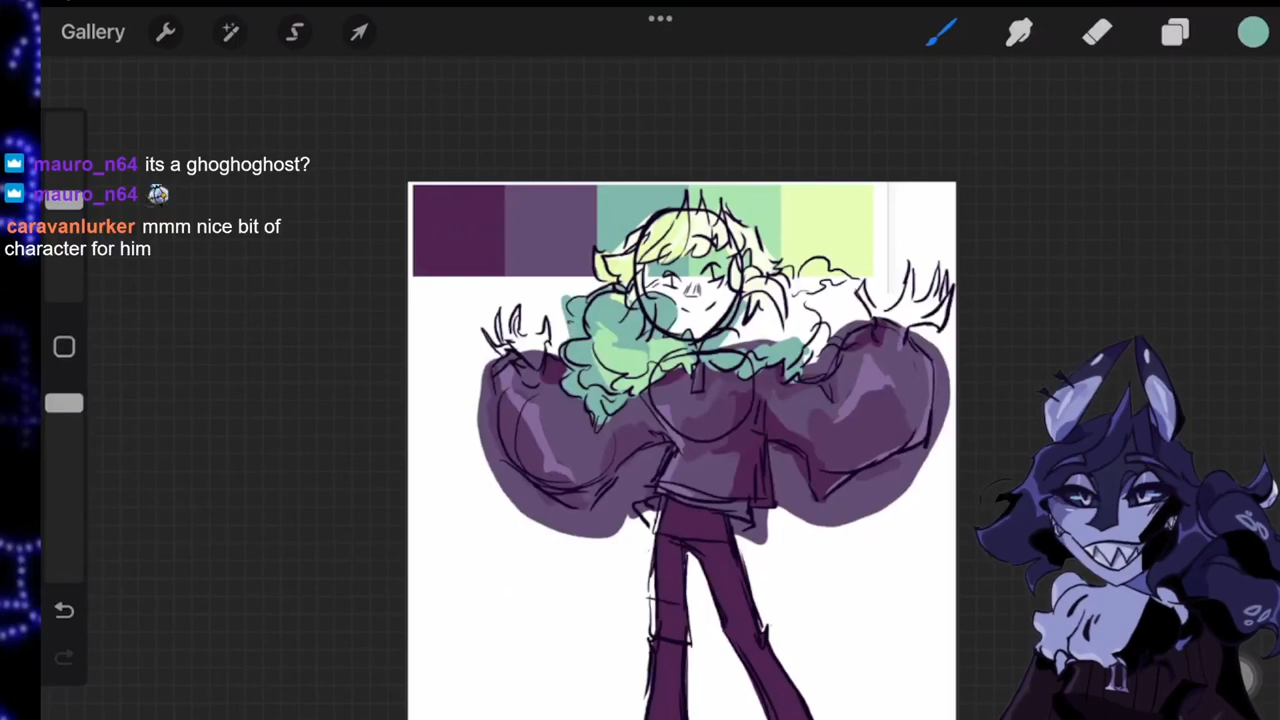 Gallery
mauro_n64 its a ghoghoghost?
mauro_n64
caravanlurker mmm nice bit of
character for him